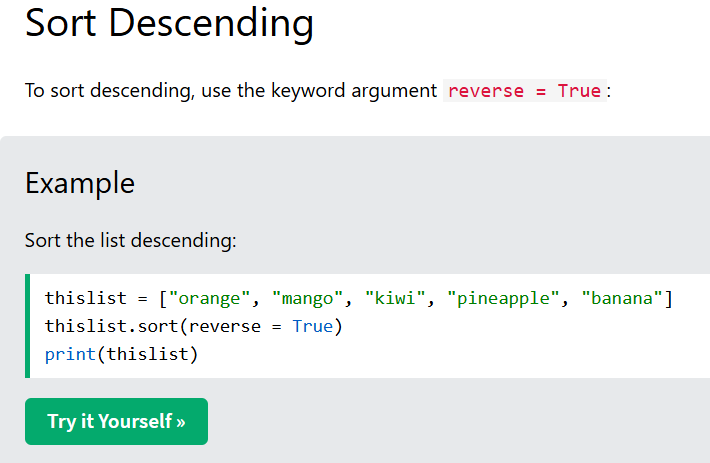 Sort Descending
To sort descending, use the keyword argument reverse = True:
Example
Sort the list descending:
thislist = ["orange", "mango", "kiwi", "pineapple", "banana"]
thislist.sort(reverse = True)
print(thislist)
Try it Yourself »